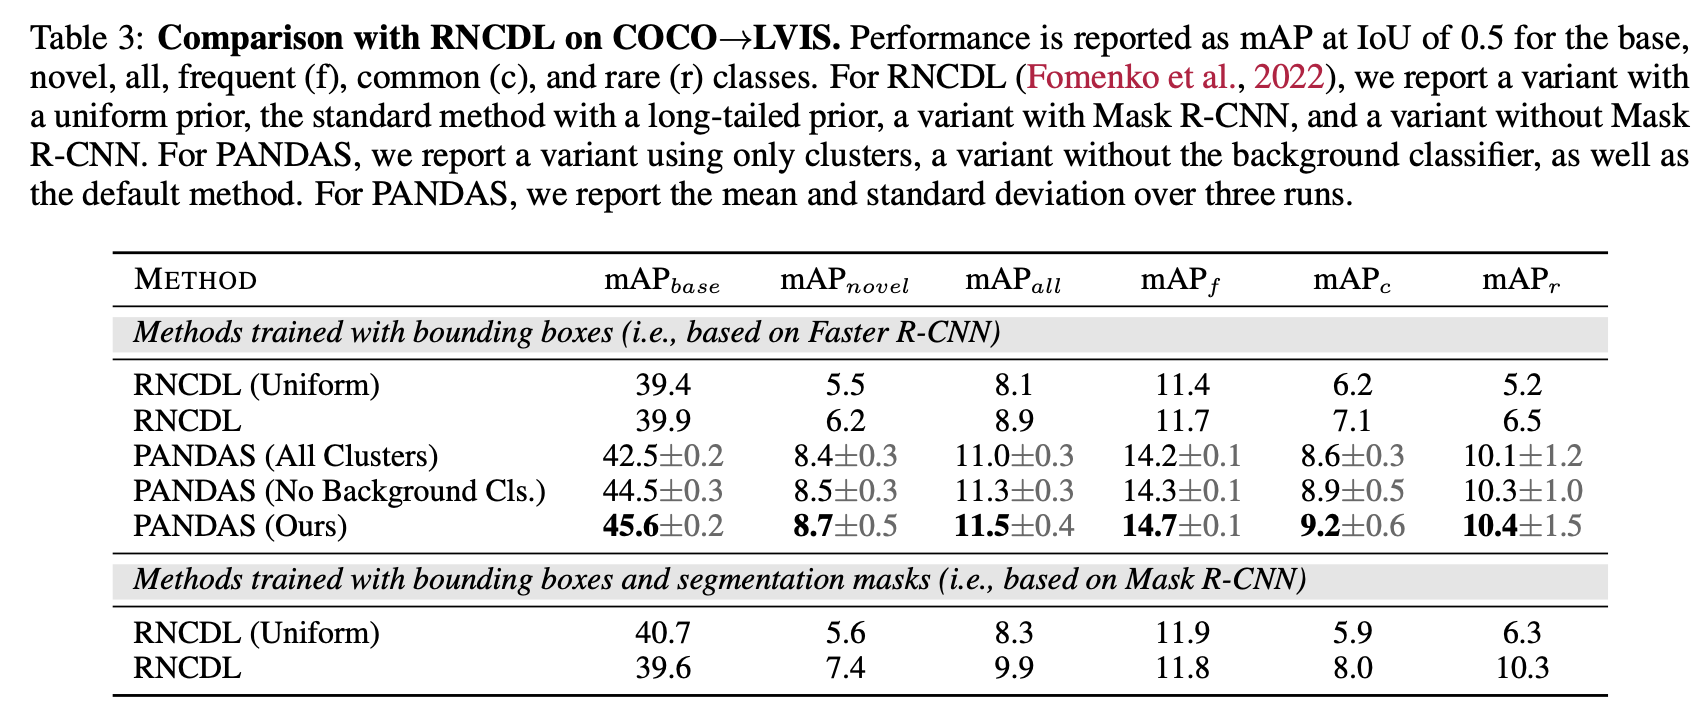 Table 3: Comparison with RNCDL on COCO→LVIS. Performance is reported as mAP at IoU of 0.5 for the base,
novel, all, frequent (f), common (c), and rare (r) classes. For RNCDL (Fomenko et al., 2022), we report a variant with
a uniform prior, the standard method with a long-tailed prior, a variant with Mask R-CNN, and a variant without Mask
R-CNN. For PANDAS, we report a variant using only clusters, a variant without the background classifier, as well as
the default method. For PANDAS, we report the mean and standard deviation over three runs.
METHOD mAP_base mAP_novel mAP_all mAP_f mAP_c mAP_r
Methods trained with bounding boxes (i.e., based on Faster R-CNN)
RNCDL (Uniform) 39.4 5.5 8.1 11.4 6.2 5.2
RNCDL 39.9 6.2 8.9 11.7 7.1 6.5
PANDAS (All Clusters) 42.5±0.2 8.4±0.3 11.0±0.3 14.2±0.1 8.6±0.3 10.1±1.2
PANDAS (No Background Cls.) 44.5±0.3 8.5±0.3 11.3±0.3 14.3±0.1 8.9±0.5 10.3±1.0
PANDAS (Ours) 45.6±0.2 8.7±0.5 11.5±0.4 14.7±0.1 9.2±0.6 10.4±1.5
Methods trained with bounding boxes and segmentation masks (i.e., based on Mask R-CNN)
RNCDL (Uniform) 40.7 5.6 8.3 11.9 5.9 6.3
RNCDL 39.6 7.4 9.9 11.8 8.0 10.3